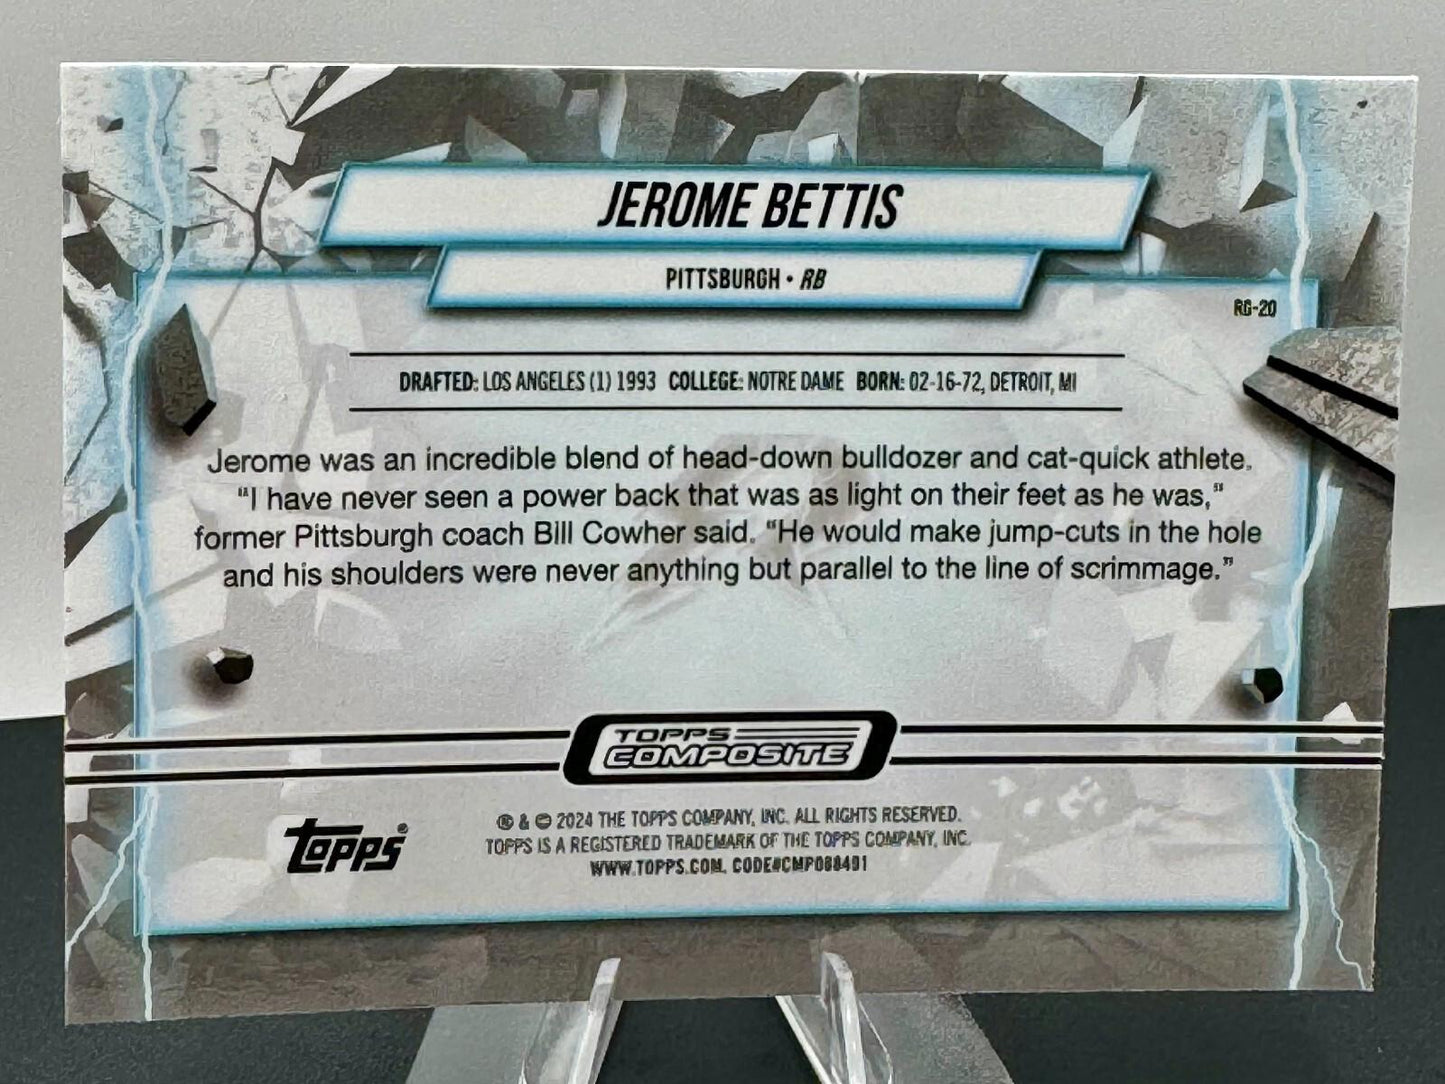 JEROME BETTIS
PITTSBURGH • RB
RG-20
DRAFTED: LOS ANGELES (1) 1993 COLLEGE: NOTRE DAME BORN: 02-16-72, DETROIT, MI
Jerome was an incredible blend of head-down bulldozer and cat-quick athlete.
"I have never seen a power back that was as light on their feet as he was,"
former Pittsburgh coach Bill Cowher said. "He would make jump-cuts in the hole
and his shoulders were never anything but parallel to the line of scrimmage."
TOPPS
COMPOSITE
Topps®
® & © 2024 THE TOPPS COMPANY, INC. ALL RIGHTS RESERVED.
TOPPS IS A REGISTERED TRADEMARK OF THE TOPPS COMPANY, INC.
WWW.TOPPS.COM. CODE#CMP088491